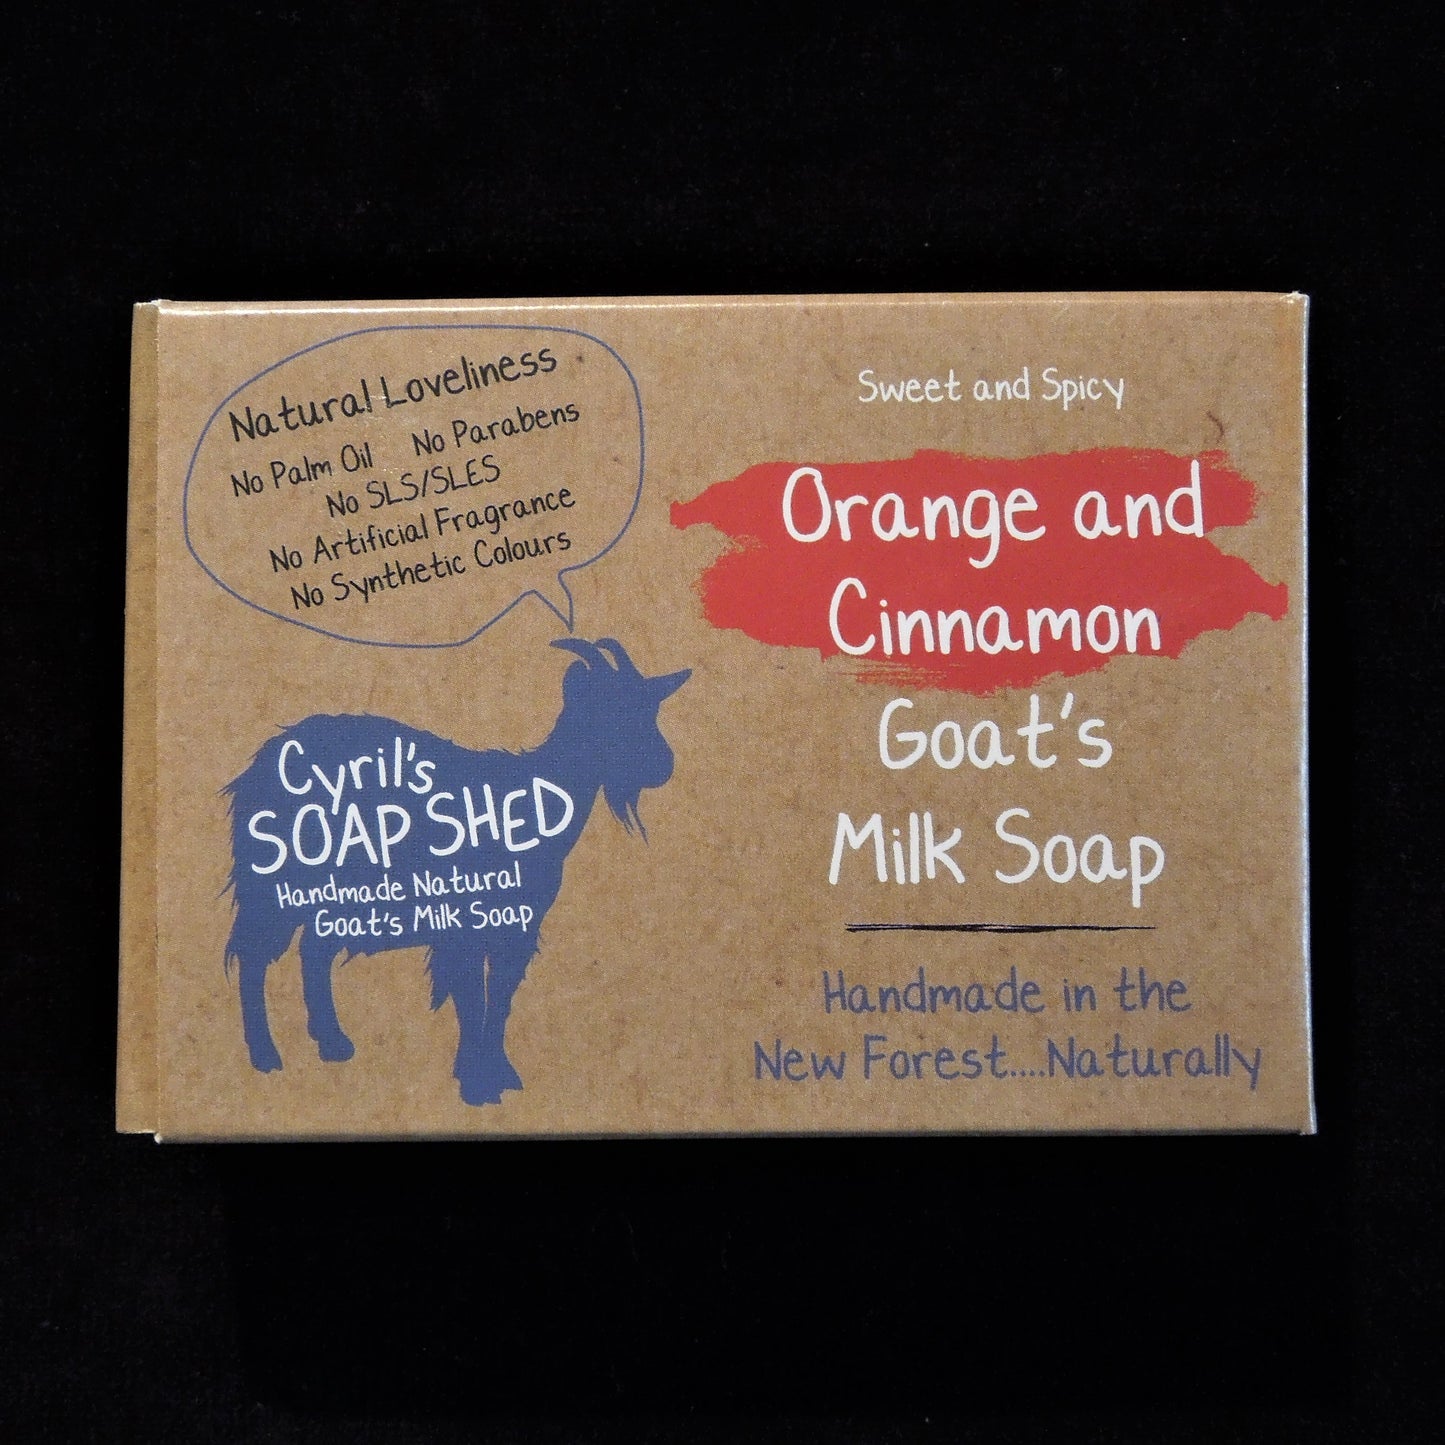 Natural Loveliness
No Palm Oil No Parabens
No SLS/SLES
No Artificial Fragrance
No Synthetic Colours
Cyril's
SOAP SHED
Handmade Natural
Goat's Milk Soap
Sweet and Spicy
Orange and
Cinnamon
Goat's
Milk Soap
Handmade in the
New Forest....Naturally